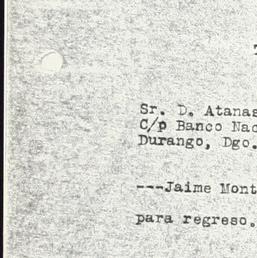 Sr. D. Atanas
C/p Banco Nac
Durango, Dgo.
---Jaime Mont
para regreso.